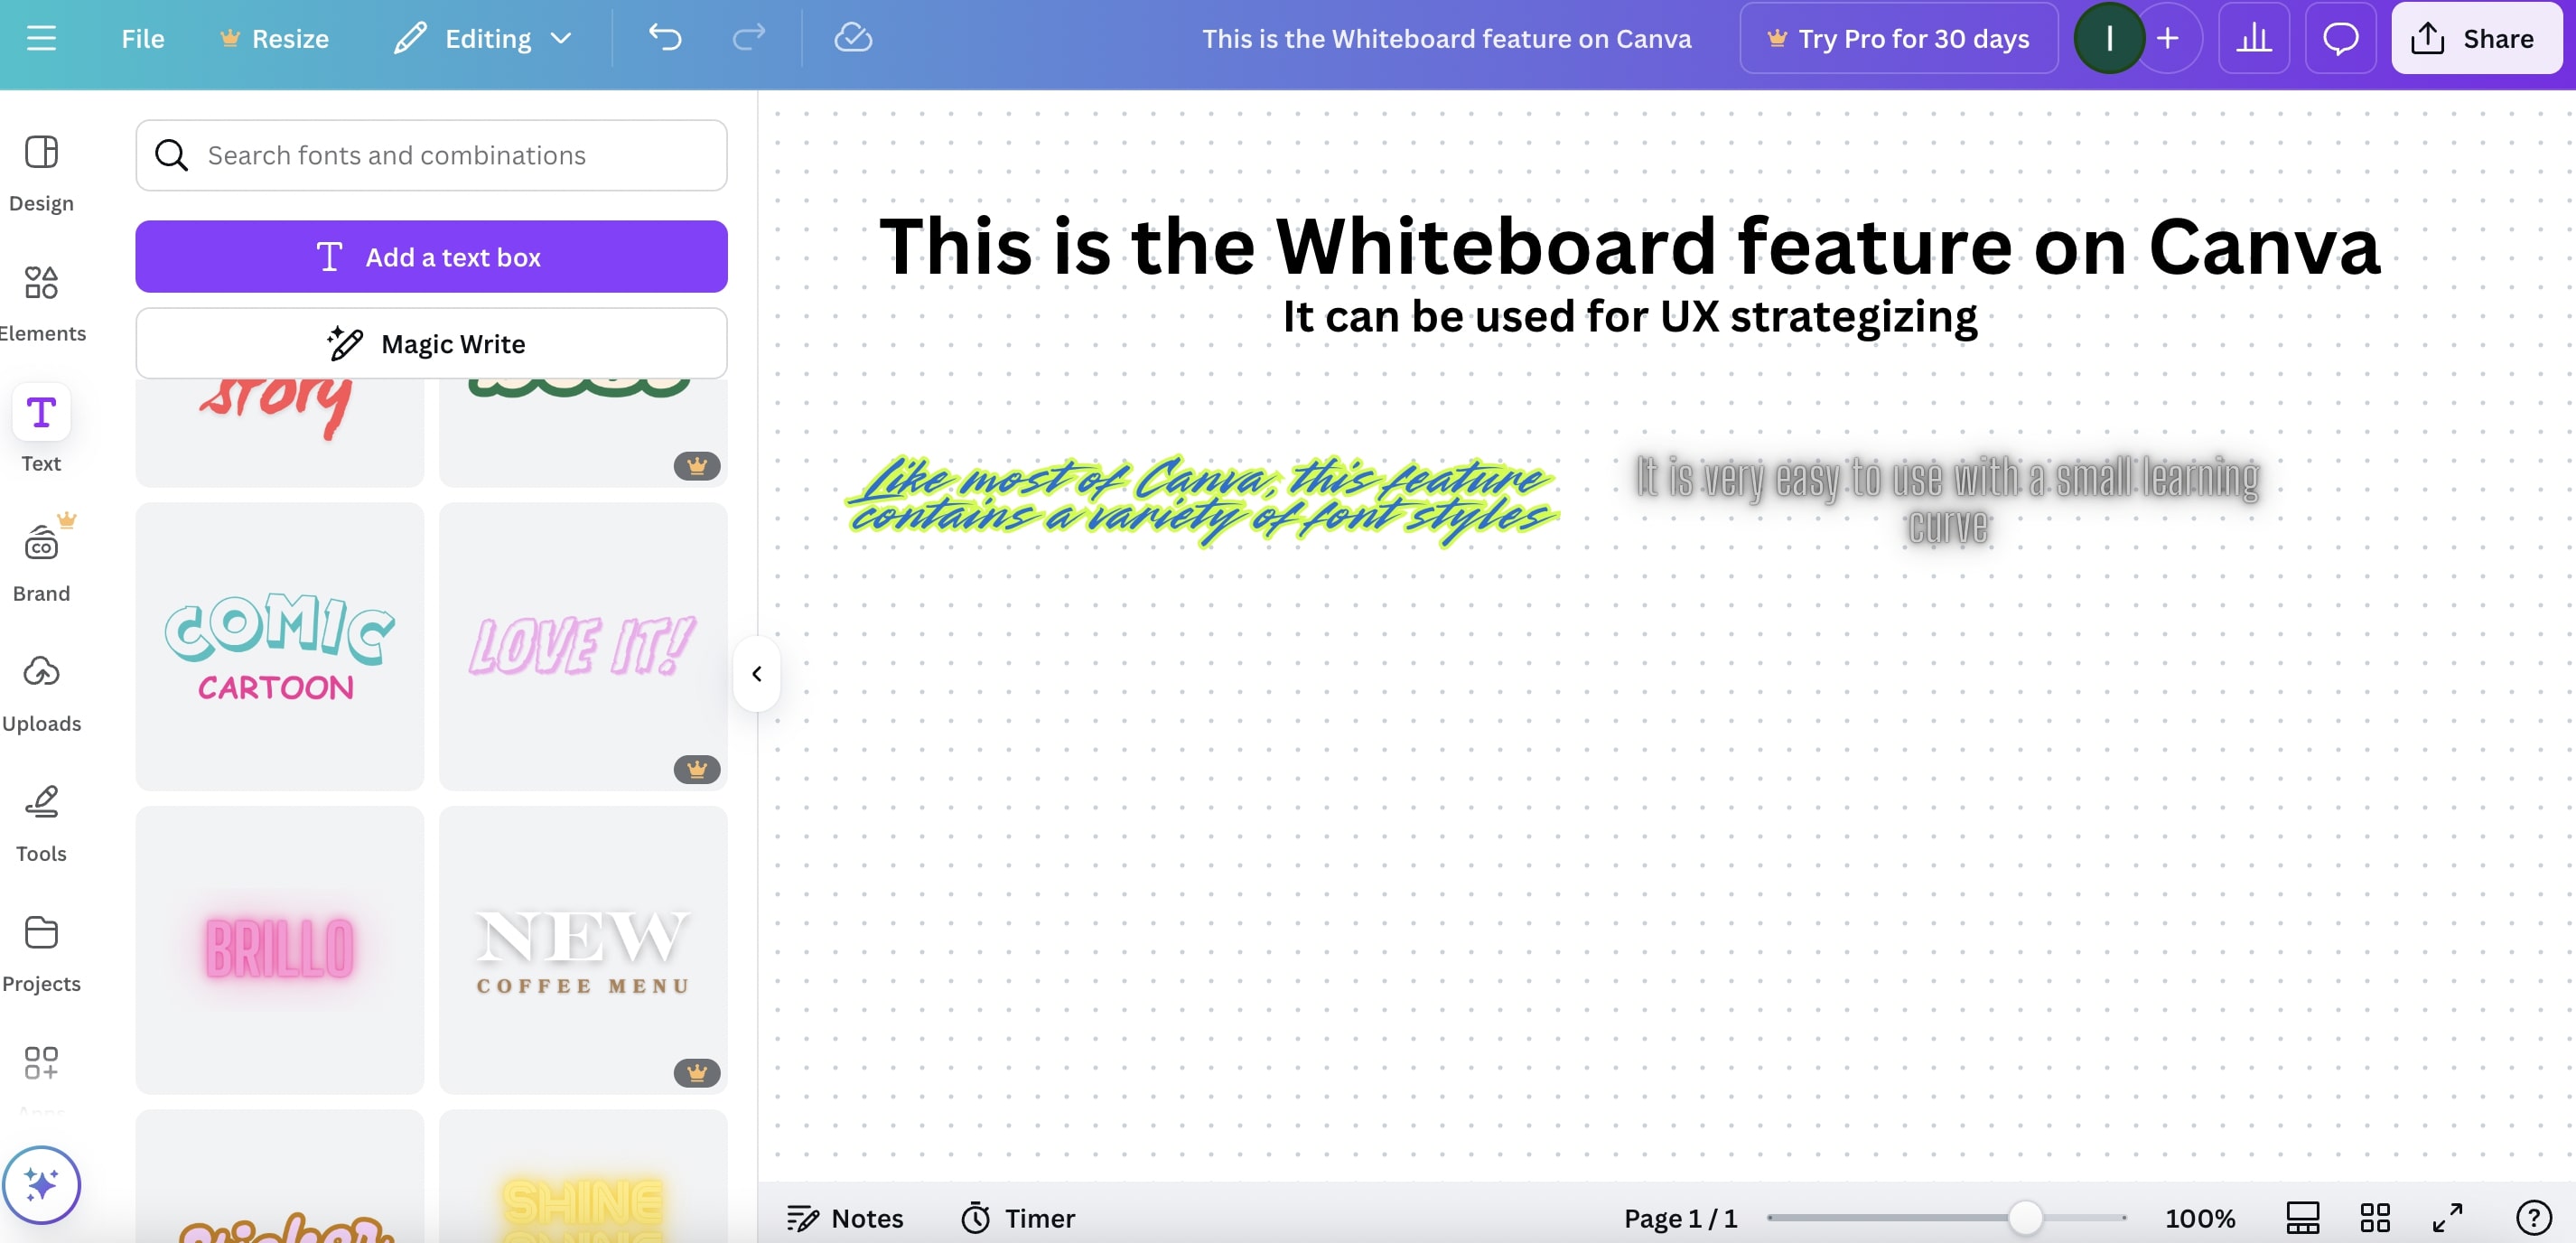 File
Resize
Editing
This is the Whiteboard feature on Canva
Try Pro for 30 days
I
Share
Design
Elements
Text
Brand
CO
Uploads
Tools
Projects
Search fonts and combinations
Add a text box
Magic Write
story
COMIC
CARTOON
LOVE IT!
BRILLO
NEW
COFFEE MENU
SHINE
This is the Whiteboard feature on Canva
It can be used for UX strategizing
Like most of Canva, this feature
contains a variety of font styles
It is very easy to use with a small learning
curve
Notes
Timer
Page 1 / 1
100%